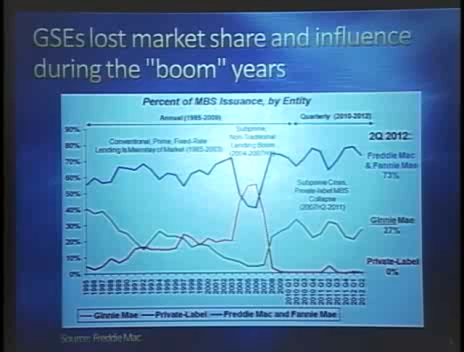 GSEs lost market share and influence
during the "boom" years
Percent of MBS Issuance, by Entity
Annual (1985-2009)
Quarterly (2010-2012)
2Q 2012:
Conventional, Prime, Fixed-Rate
Lending Is Mainstay of Market (1985-2003)
Subprime,
Non-Traditional
Lending Boom
Subprime Crisis,
Private-label MBS
Collapse
90%
80%
70%
60%
50%
40%
30%
20%
10%
0%
Freddie Mac
& Fannie Mae
73%
Ginnie Mae
27%
Private-Label
0%
Ginnie Mae
Private-Label
Freddie Mac and Fannie Mae
Source: Freddie Mac